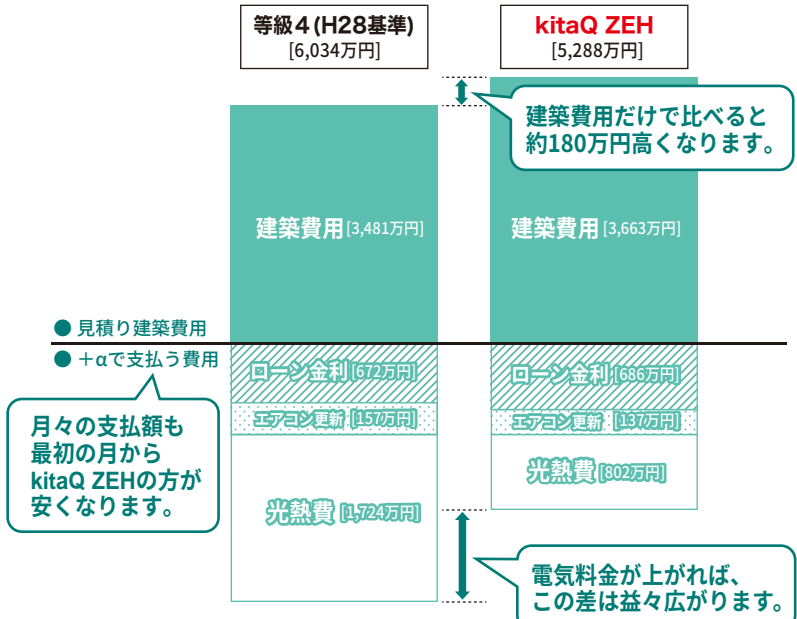 等級4(H28基準)
[6,034万円]
kitaQ ZEH
[5,288万円]
建築費用だけで比べると
約180万円高くなります。
建築費用[3,481万円]
建築費用[3,663万円]
● 見積り建築費用
● +αで支払う費用
ローン金利[672万円]
ローン金利[686万円]
エアコン更新 [157万円]
エアコン更新 [137万円]
月々の支払額も
最初の月から
kitaQ ZEHの方が
安くなります。
光熱費[1,724万円]
光熱費[802万円]
電気料金が上がれば、
この差は益々広がります。